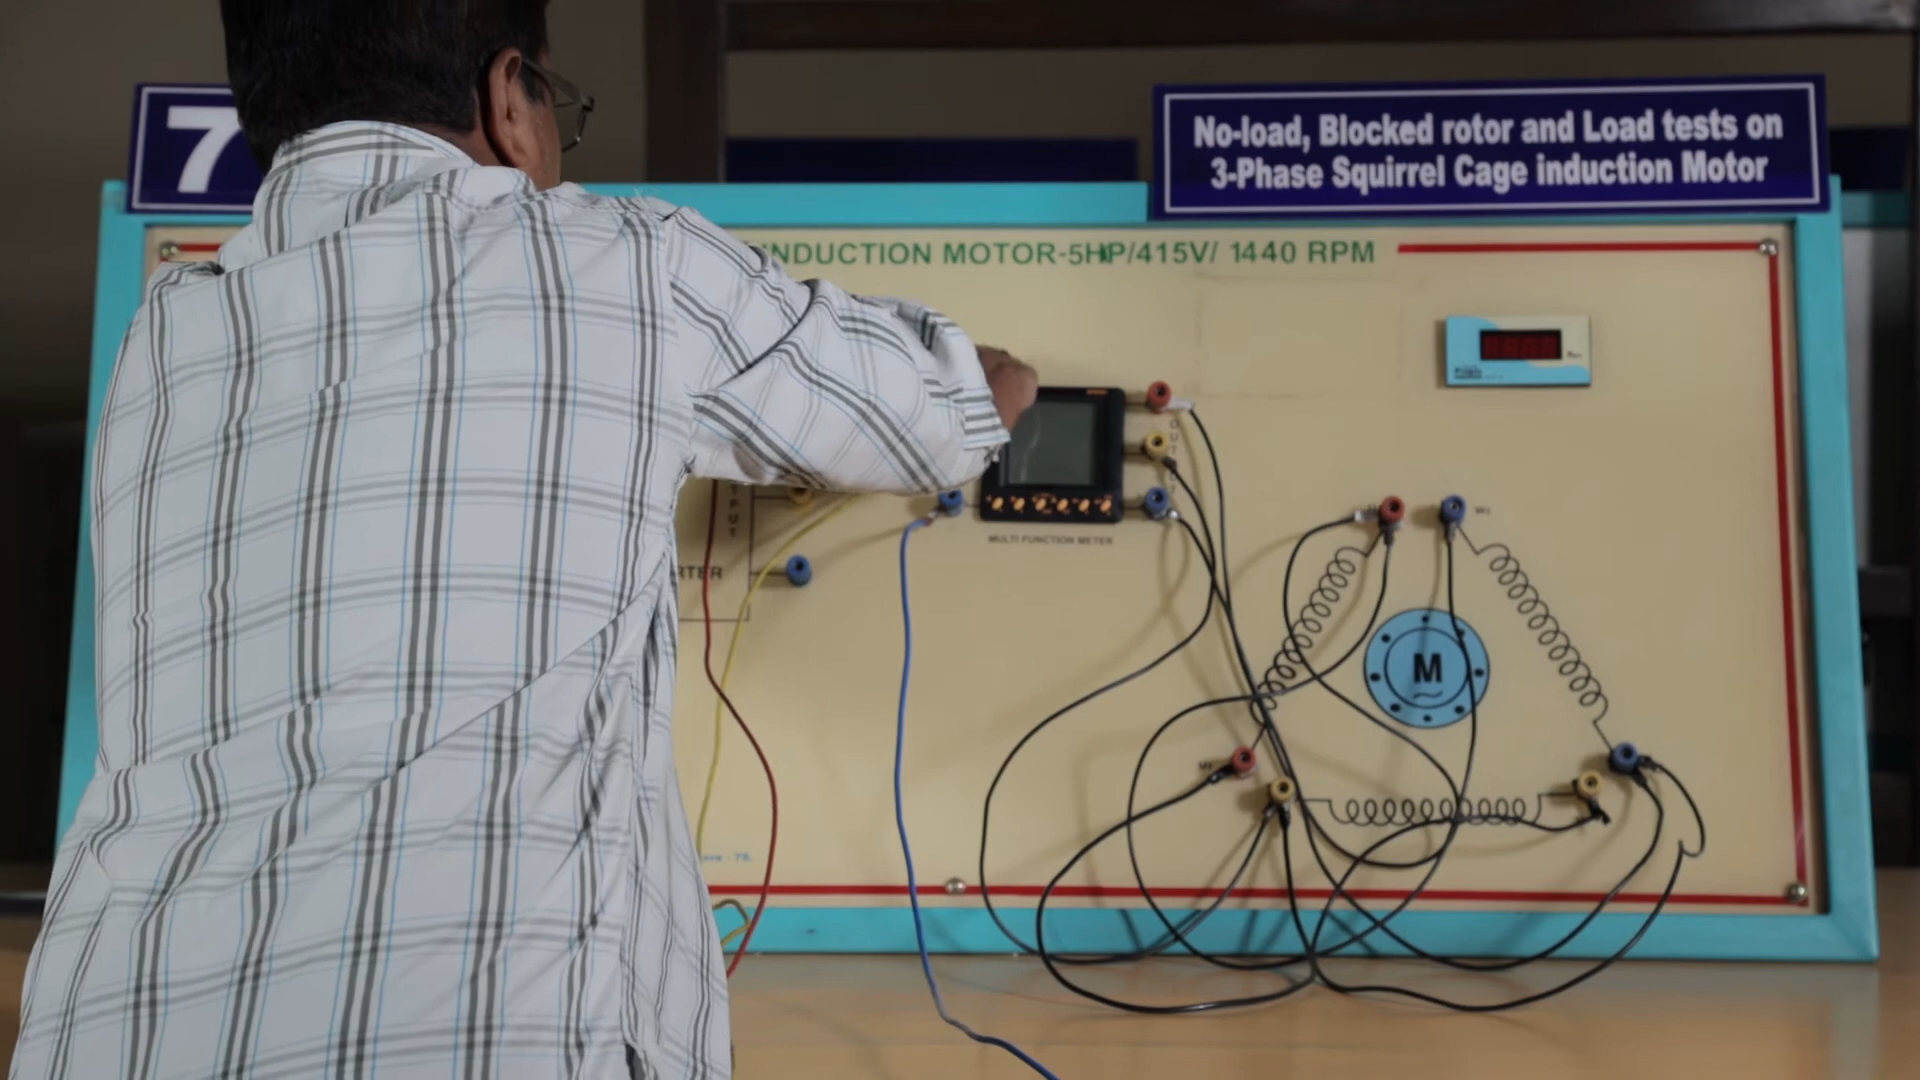 7
No-load, Blocked rotor and Load tests on
3-Phase Squirrel Cage induction Motor
INDUCTION MOTOR-5HP/415V/ 1440 RPM
MULTI FUNCTION METER
M